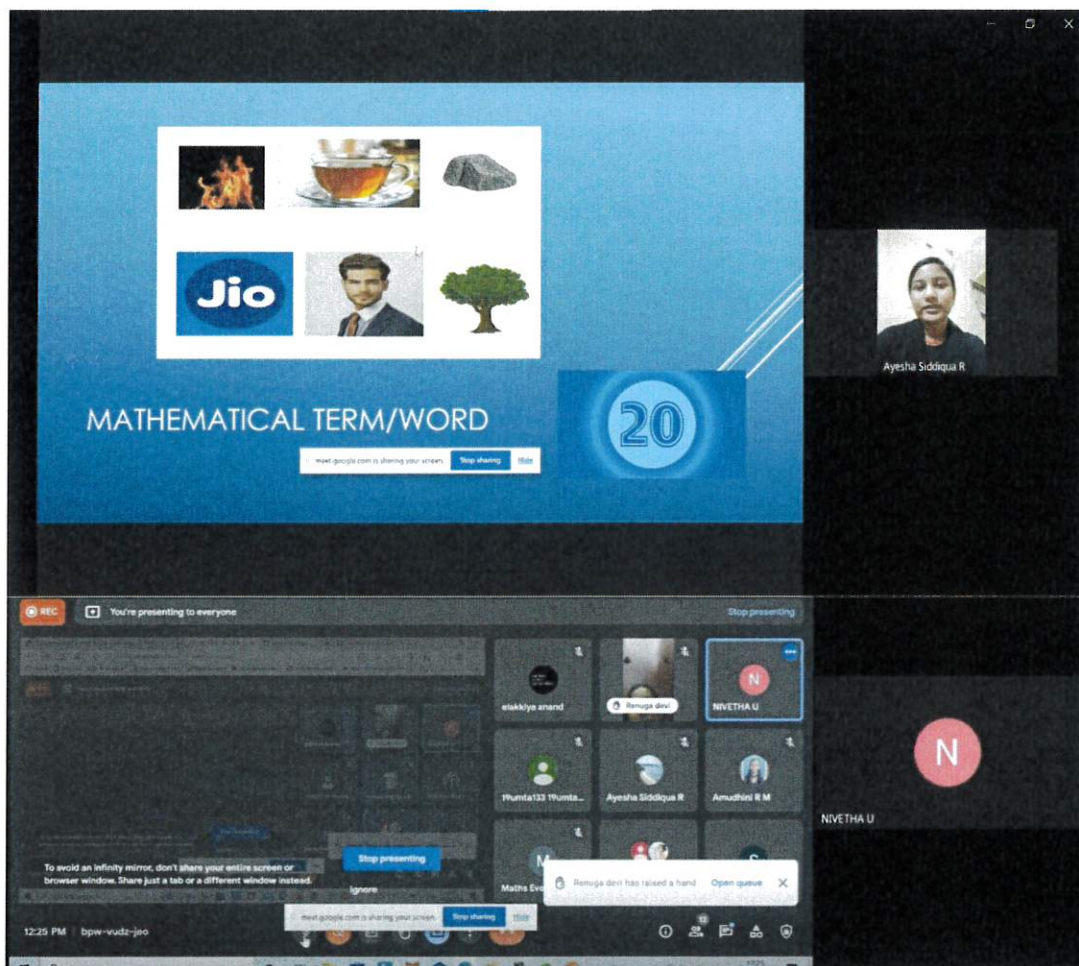 Jio
MATHEMATICAL TERM/WORD
20
meet.google.com is sharing your screen. Stop sharing Hide
Ayesha Siddiqua R
REC You're presenting to everyone Stop presenting
elakkiya anand
Renuga devi
N
NIVETHA U
19umta133 19umta...
Ayesha Siddiqua R
Amudhini R M
To avoid an infinity mirror, don't share your entire screen or
browser window. Share just a tab or a different window instead.
Stop presenting
Ignore
M
Maths Eve
S
Renuga devi has raised a hand Open queue
meet.google.com is sharing your screen. Stop sharing Hide
12:25 PM bpw-vudz-jeo
12
N
NIVETHA U